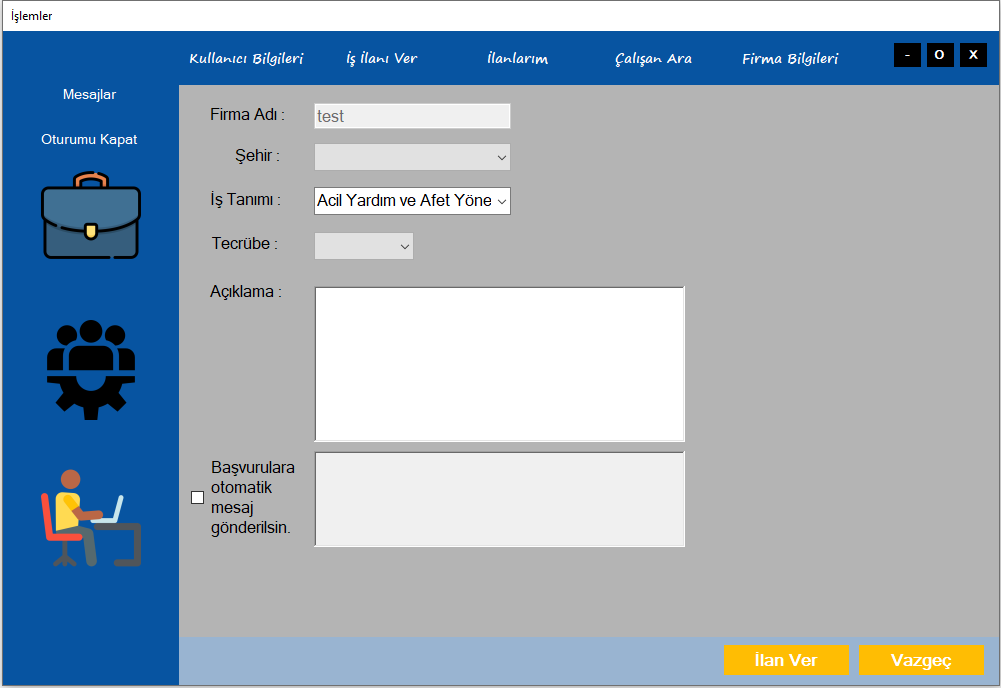 İşlemler
Kullanıcı Bilgileri İş İlanı Ver İlanlarım Çalışan Ara Firma Bilgileri - O X
Mesajlar
Oturumu Kapat
Firma Adı : test
Şehir :
İş Tanımı : Acil Yardım ve Afet Yöne
Tecrübe :
Açıklama :
Başvurulara
otomatik
mesaj
gönderilsin.
İlan Ver Vazgeç